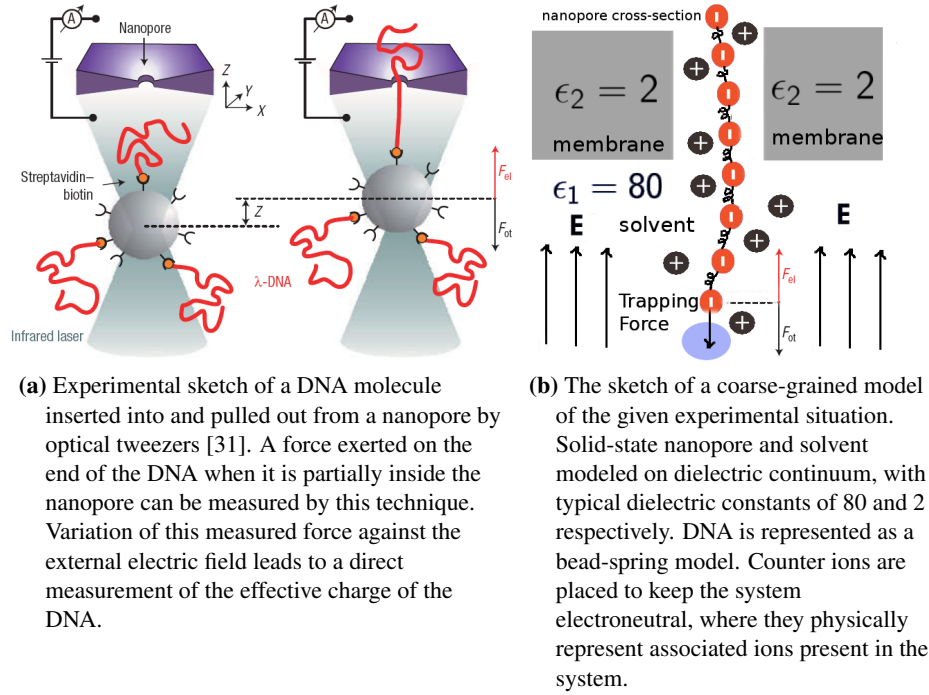 A
Nanopore
Z
Y
X
Streptavidin–
biotin
Z
λ-DNA
Infrared laser
A
Fel
Fot
nanopore cross-section
ϵ2 = 2
membrane
ϵ2 = 2
membrane
ϵ1 = 80
solvent
E
E
Trapping
Force
Fel
Fot
(a) Experimental sketch of a DNA molecule
inserted into and pulled out from a nanopore by
optical tweezers [31]. A force exerted on the
end of the DNA when it is partially inside the
nanopore can be measured by this technique.
Variation of this measured force against the
external electric field leads to a direct
measurement of the effective charge of the
DNA.
(b) The sketch of a coarse-grained model
of the given experimental situation.
Solid-state nanopore and solvent
modeled on dielectric continuum, with
typical dielectric constants of 80 and 2
respectively. DNA is represented as a
bead-spring model. Counter ions are
placed to keep the system
electroneutral, where they physically
represent associated ions present in the
system.